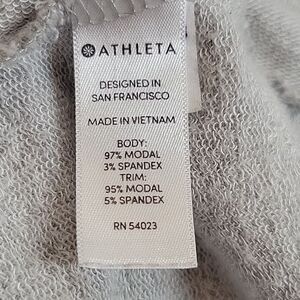 ATHLETA
DESIGNED IN
SAN FRANCISCO
MADE IN VIETNAM
BODY:
97% MODAL
3% SPANDEX
TRIM:
95% MODAL
5% SPANDEX
RN 54023